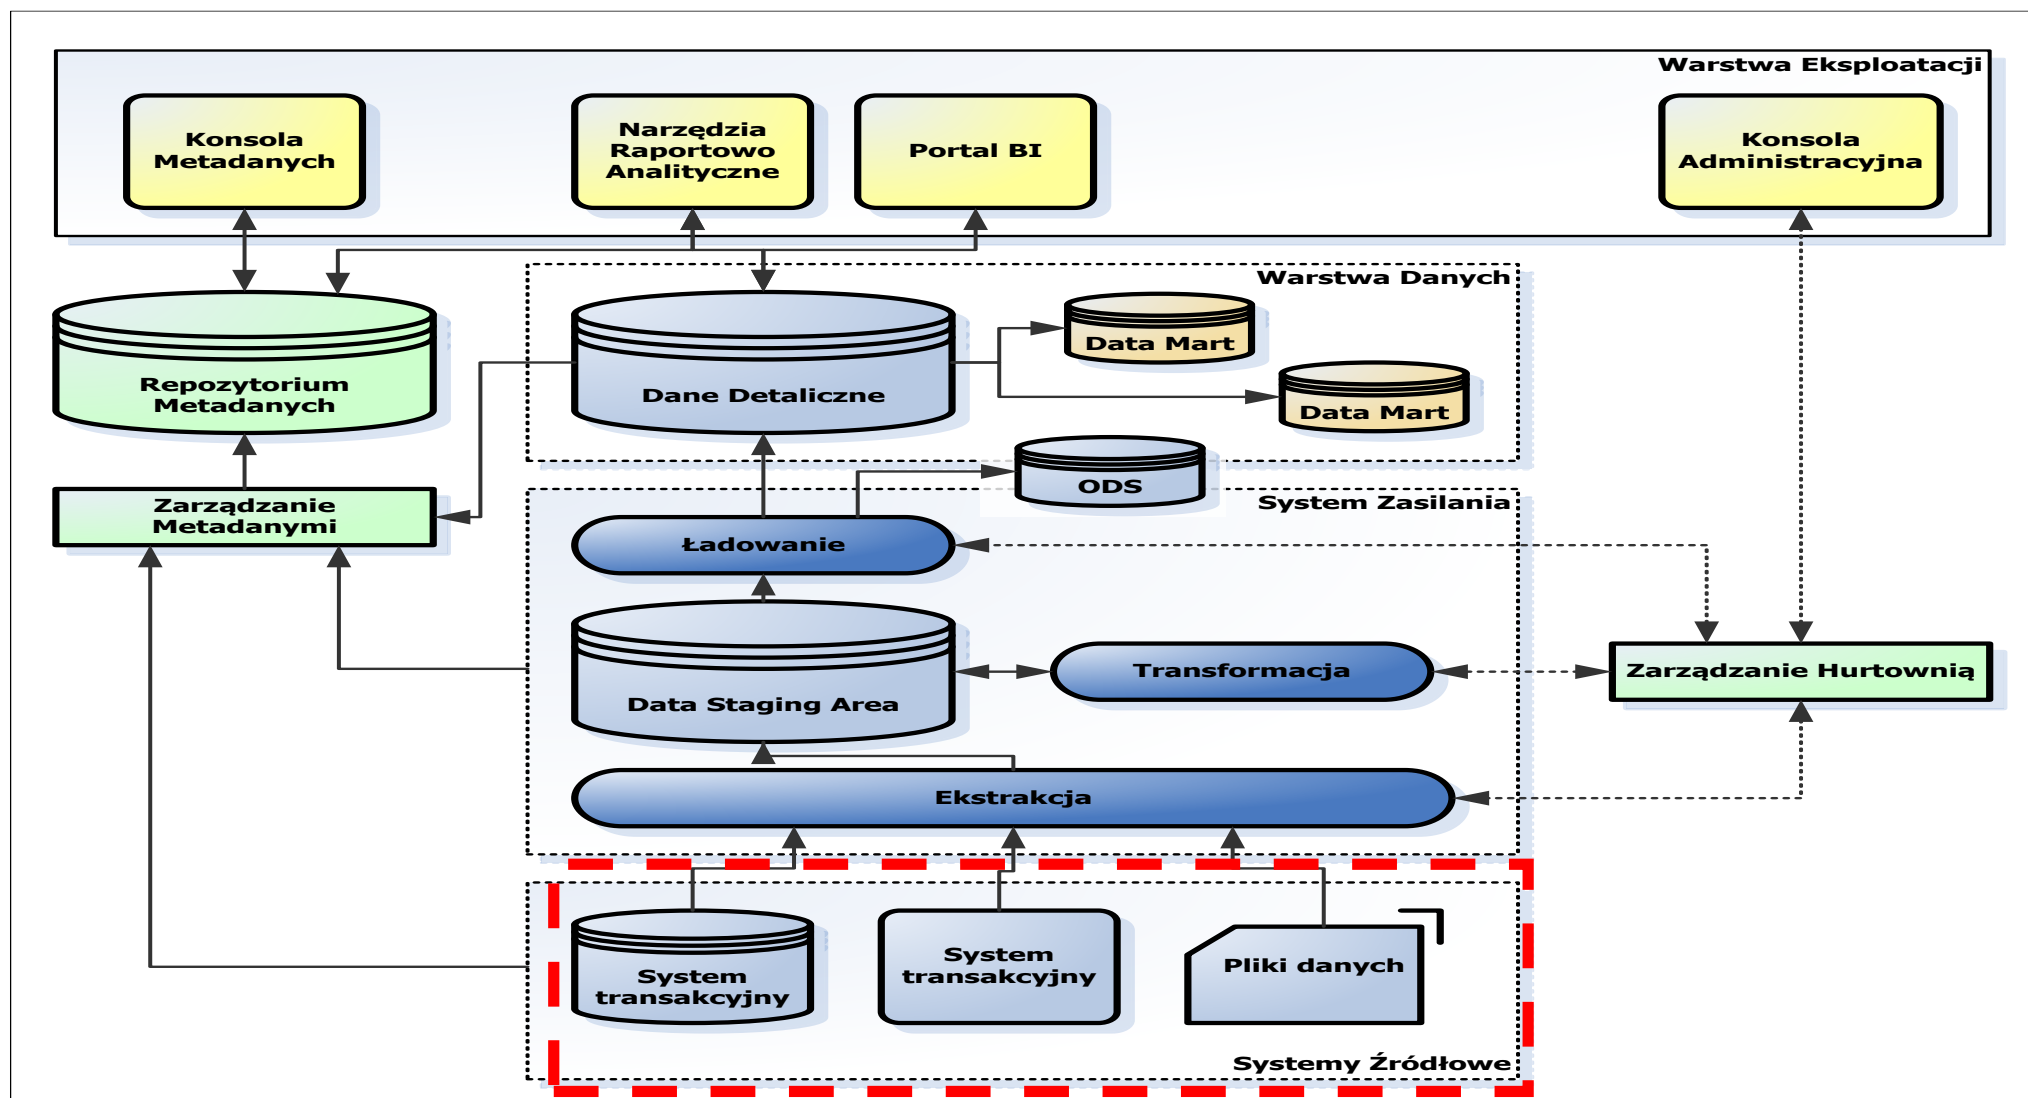 Warstwa Eksploatacji
Konsola
Metadanych
Narzędzia
Raportowo
Analityczne
Portal BI
Konsola
Administracyjna
Warstwa Danych
Repozytorium
Metadanych
Dane Detaliczne
Data Mart
Data Mart
ODS
Zarządzanie
Metadanymi
System Zasilania
Ładowanie
Data Staging Area
Transformacja
Zarządzanie Hurtownią
Ekstrakcja
System
transakcyjny
System
transakcyjny
Pliki danych
Systemy Źródłowe